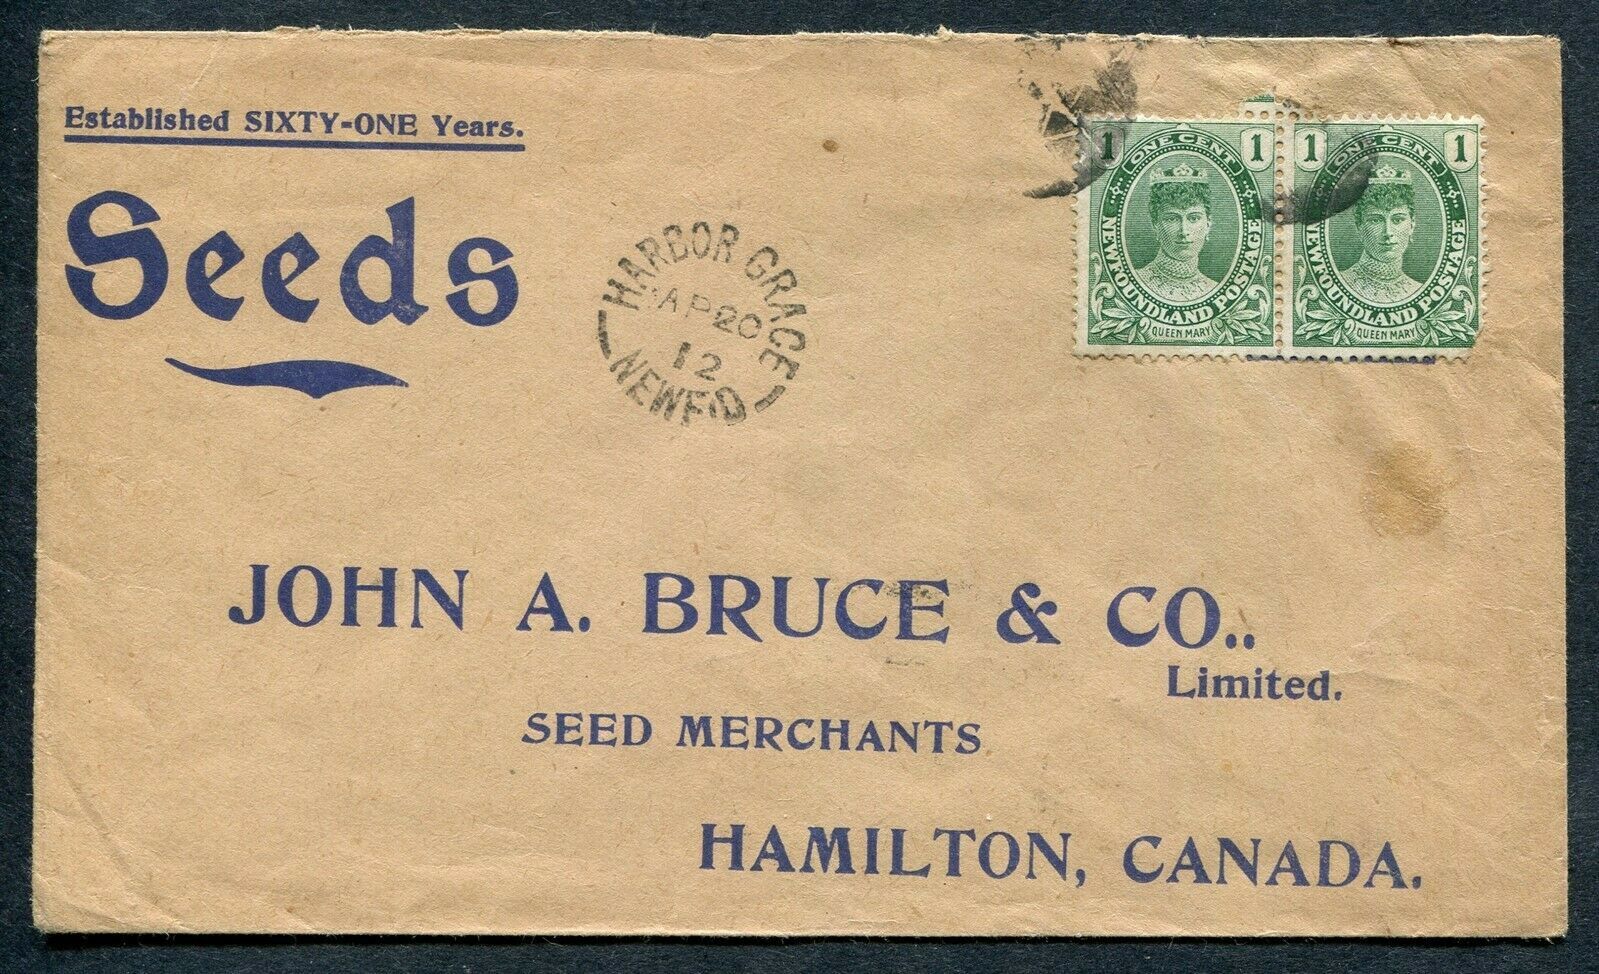 Established SIXTY-ONE Years.
Seeds
HARBOR GRACE
AP 20
12
NEWF'D
1 ONE CENT 1
NEWFOUNDLAND POSTAGE
QUEEN MARY
1 ONE CENT 1
NEWFOUNDLAND POSTAGE
QUEEN MARY
JOHN A. BRUCE & CO..
Limited.
SEED MERCHANTS
HAMILTON, CANADA.